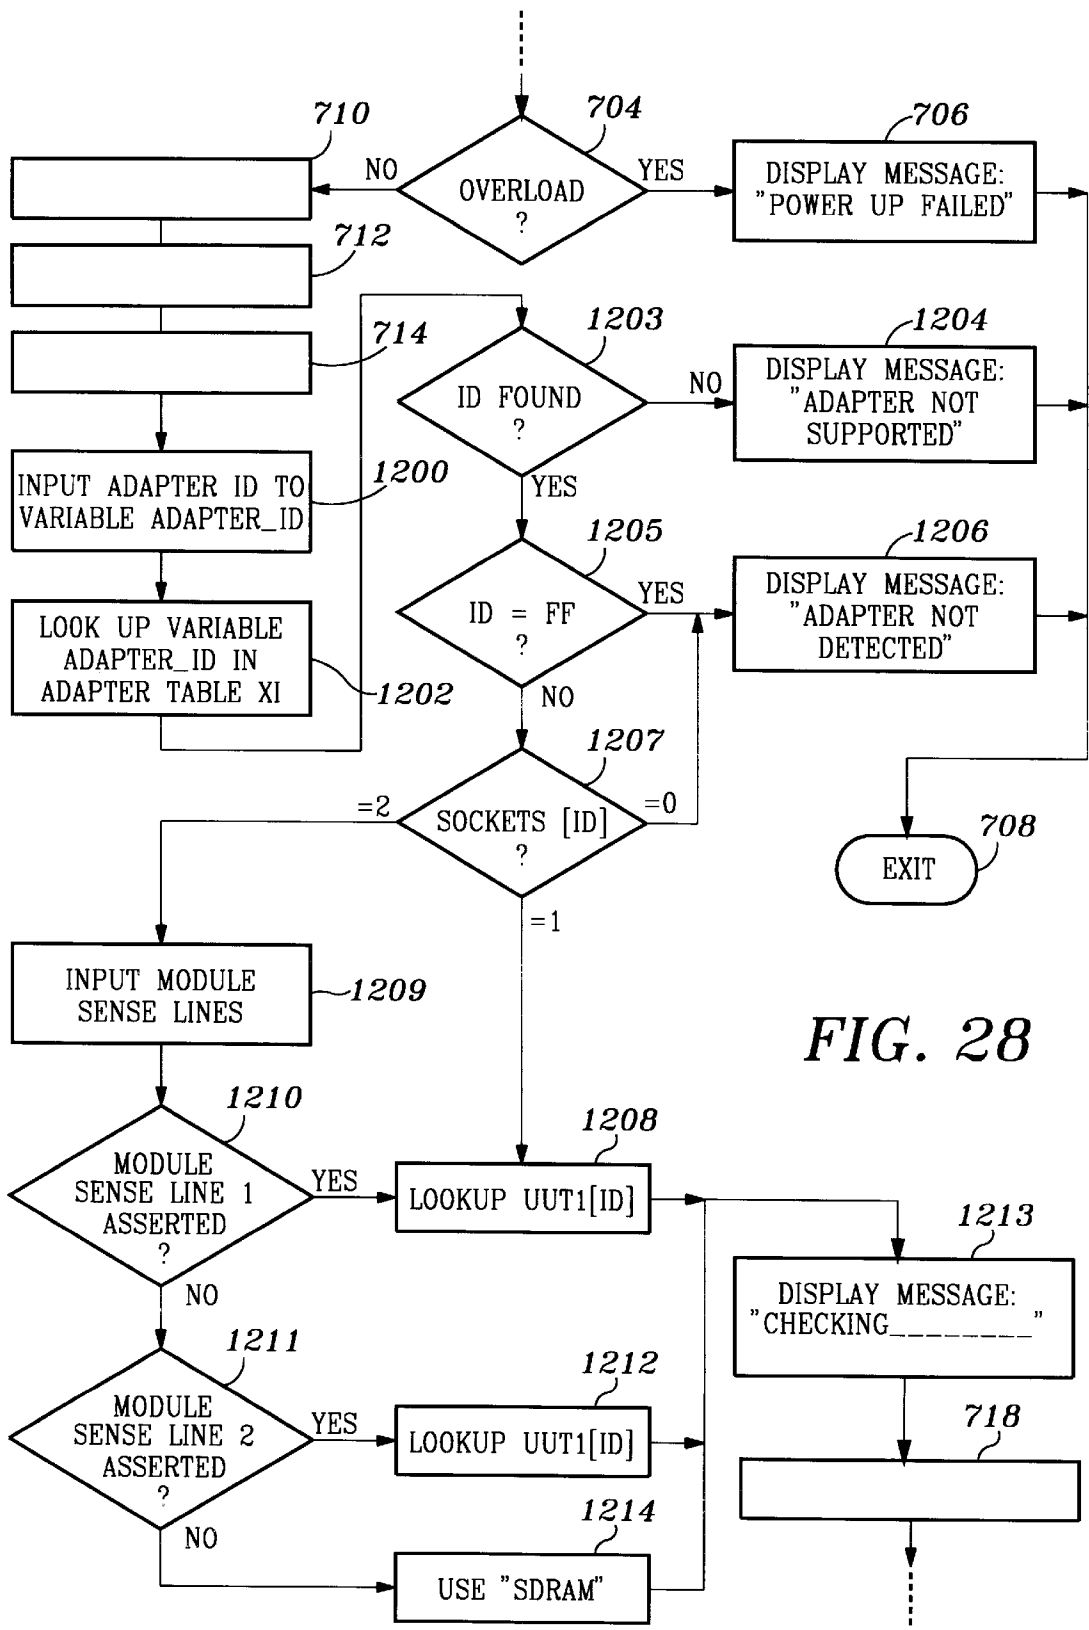 704
OVERLOAD
?
NO
YES
706
DISPLAY MESSAGE:
"POWER UP FAILED"
710
712
714
1200
INPUT ADAPTER ID TO
VARIABLE ADAPTER_ID
LOOK UP VARIABLE
ADAPTER_ID IN
ADAPTER TABLE XI
1202
1203
ID FOUND
?
NO
YES
1204
DISPLAY MESSAGE:
"ADAPTER NOT
SUPPORTED"
1205
ID = FF
?
YES
NO
1206
DISPLAY MESSAGE:
"ADAPTER NOT
DETECTED"
1207
SOCKETS [ID]
?
=2
=0
=1
708
EXIT
INPUT MODULE
SENSE LINES
1209
FIG. 28
1210
MODULE
SENSE LINE 1
ASSERTED
?
YES
NO
1208
LOOKUP UUT1[ID]
1213
DISPLAY MESSAGE:
"CHECKING_________"
1211
MODULE
SENSE LINE 2
ASSERTED
?
YES
NO
1212
LOOKUP UUT1[ID]
718
1214
USE "SDRAM"